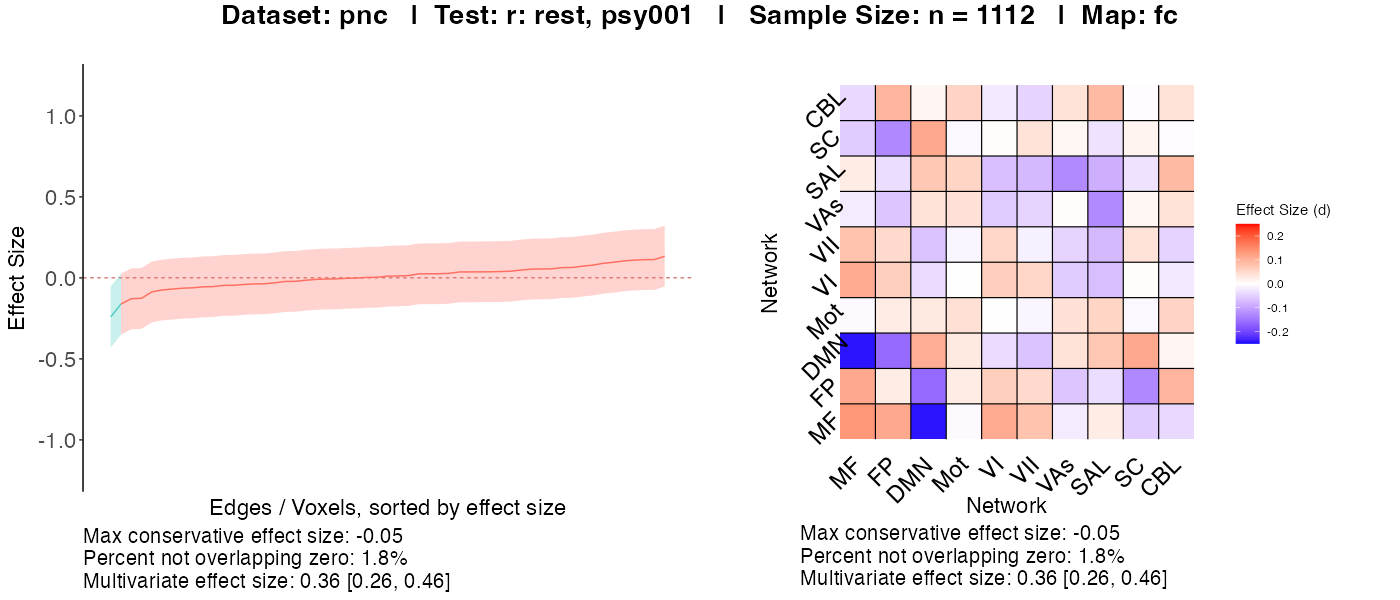 Dataset: pnc | Test: r: rest, psy001 | Sample Size: n = 1112 | Map: fc
Effect Size
1.0
0.5
0.0
-0.5
-1.0
Edges / Voxels, sorted by effect size
Max conservative effect size: -0.05
Percent not overlapping zero: 1.8%
Multivariate effect size: 0.36 [0.26, 0.46]
Network
CBL
SC
SAL
VAs
VII
VI
Mot
DMN
FP
MF
MF
FP
DMN
Mot
VI
VII
VAs
SAL
SC
CBL
Network
Max conservative effect size: -0.05
Percent not overlapping zero: 1.8%
Multivariate effect size: 0.36 [0.26, 0.46]
Effect Size (d)
0.2
0.1
0.0
-0.1
-0.2